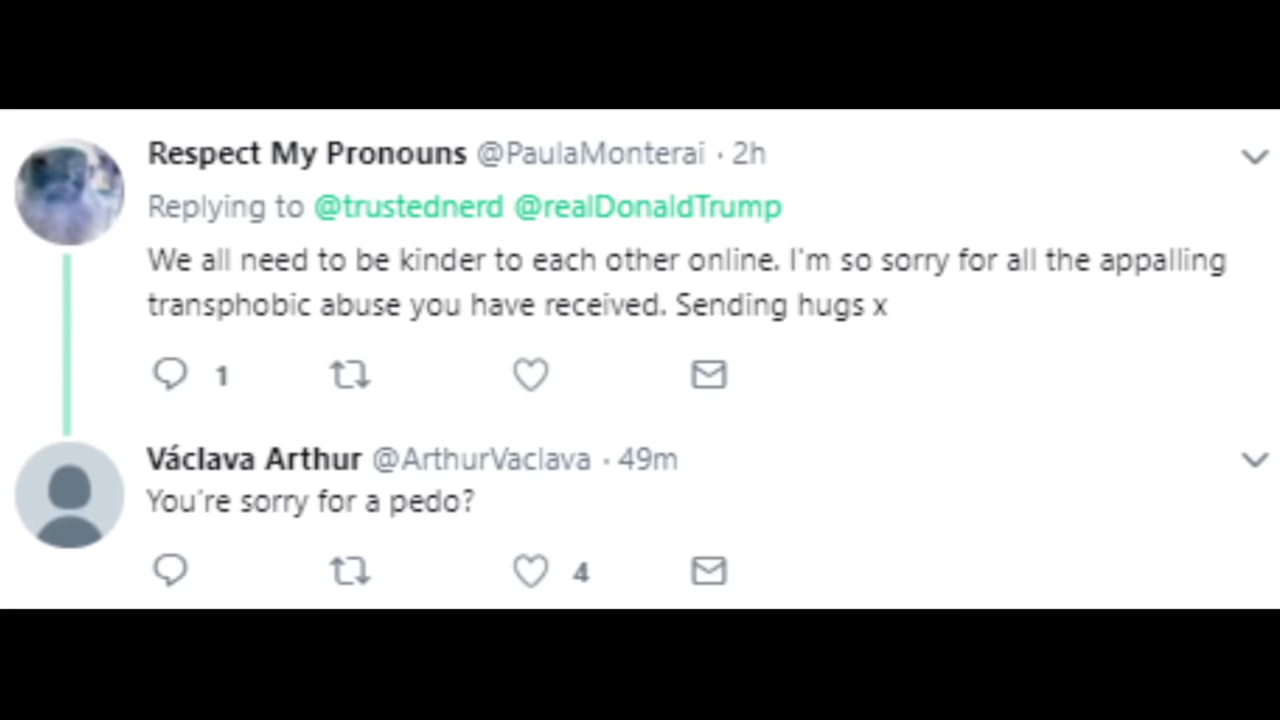 Respect My Pronouns @PaulaMonterai · 2h
Replying to @trustednerd @realDonaldTrump
We all need to be kinder to each other online. I'm so sorry for all the appalling
transphobic abuse you have received. Sending hugs x
1
Václava Arthur @ArthurVaclava · 49m
You're sorry for a pedo?
4